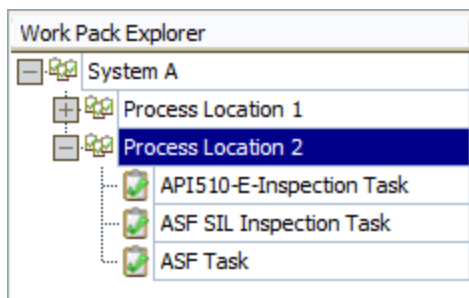 Work Pack Explorer
System A
Process Location 1
Process Location 2
API510-E-Inspection Task
ASF SIL Inspection Task
ASF Task